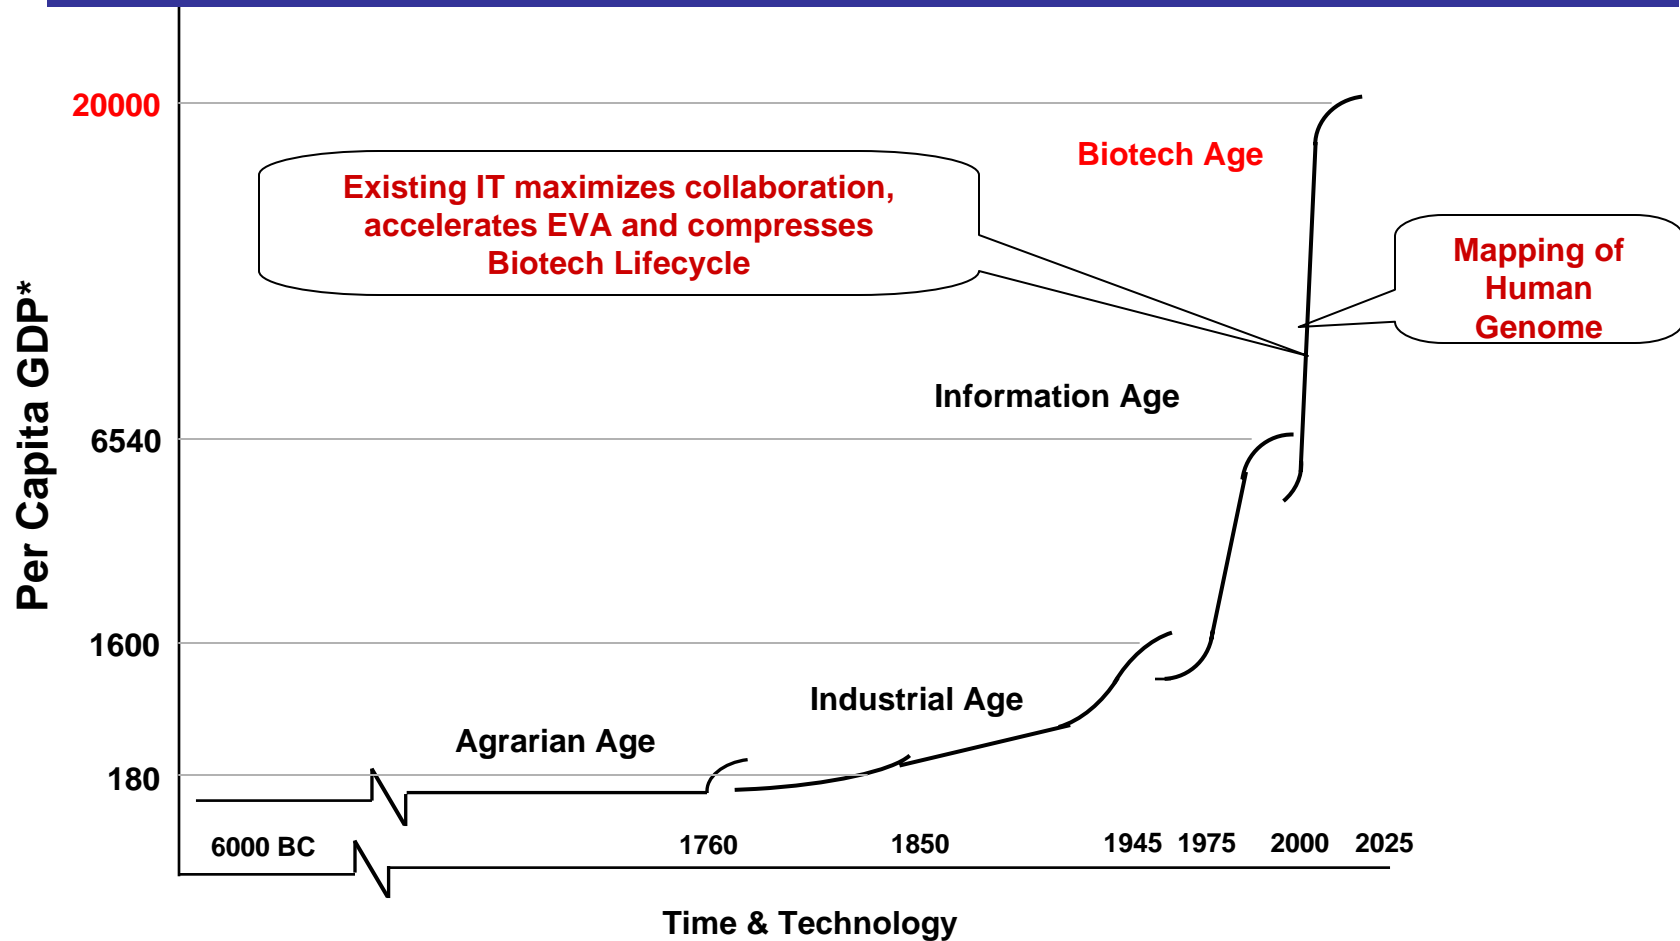 20000
Biotech Age
Existing IT maximizes collaboration,
accelerates EVA and compresses
Biotech Lifecycle
Mapping of
Human
Genome
Per Capita GDP*
Information Age
6540
1600
Industrial Age
Agrarian Age
180
6000 BC 1760 1850 1945 1975 2000 2025
Time & Technology